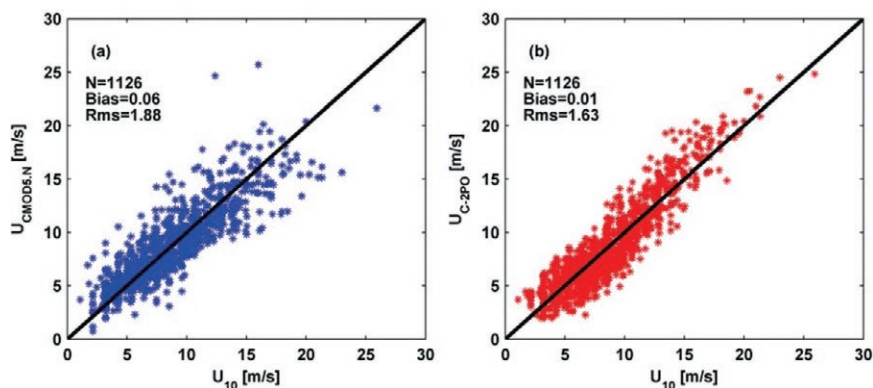 (a)
N=1126
Bias=0.06
Rms=1.88
30
25
20
15
10
5
0
U_CMOD5.N [m/s]
0 5 10 15 20 25 30
U_10 [m/s]
(b)
N=1126
Bias=0.01
Rms=1.63
30
25
20
15
10
5
0
U_C-2PO [m/s]
0 5 10 15 20 25 30
U_10 [m/s]